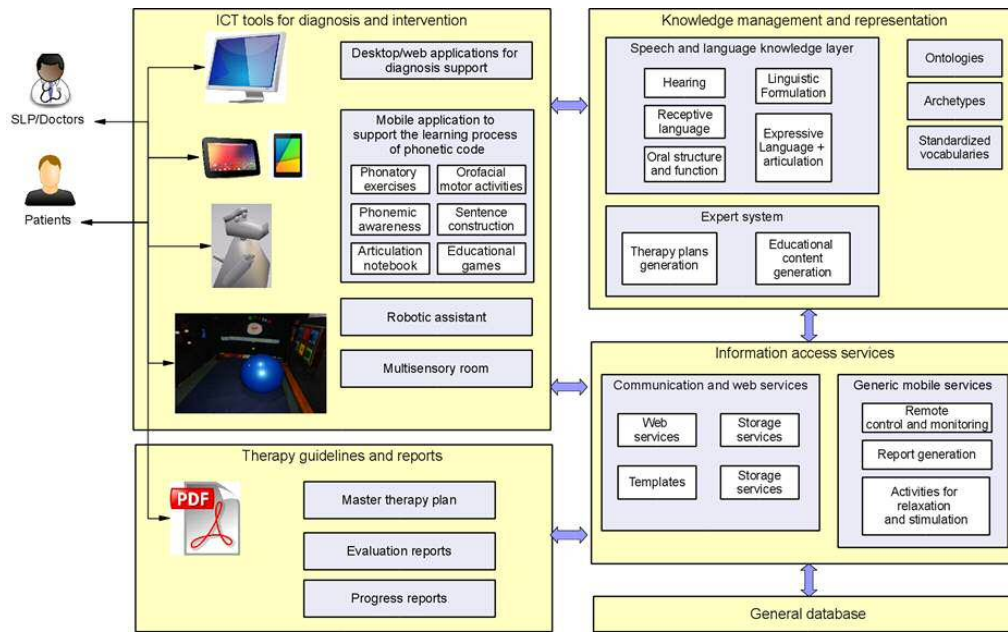 ICT tools for diagnosis and intervention
SLP/Doctors
Patients
Desktop/web applications for
diagnosis support
Mobile application to
support the learning process
of phonetic code
Phonatory
exercises
Orofacial
motor activities
Phonemic
awareness
Sentence
construction
Articulation
notebook
Educational
games
Robotic assistant
Multisensory room
Knowledge management and representation
Speech and language knowledge layer
Hearing
Linguistic
Formulation
Receptive
language
Expressive
Language +
articulation
Oral structure
and function
Ontologies
Archetypes
Standardized
vocabularies
Expert system
Therapy plans
generation
Educational
content
generation
Therapy guidelines and reports
PDF
Master therapy plan
Evaluation reports
Progress reports
Information access services
Communication and web services
Web
services
Storage
services
Templates
Storage
services
Generic mobile services
Remote
control and monitoring
Report generation
Activities for
relaxation
and stimulation
General database